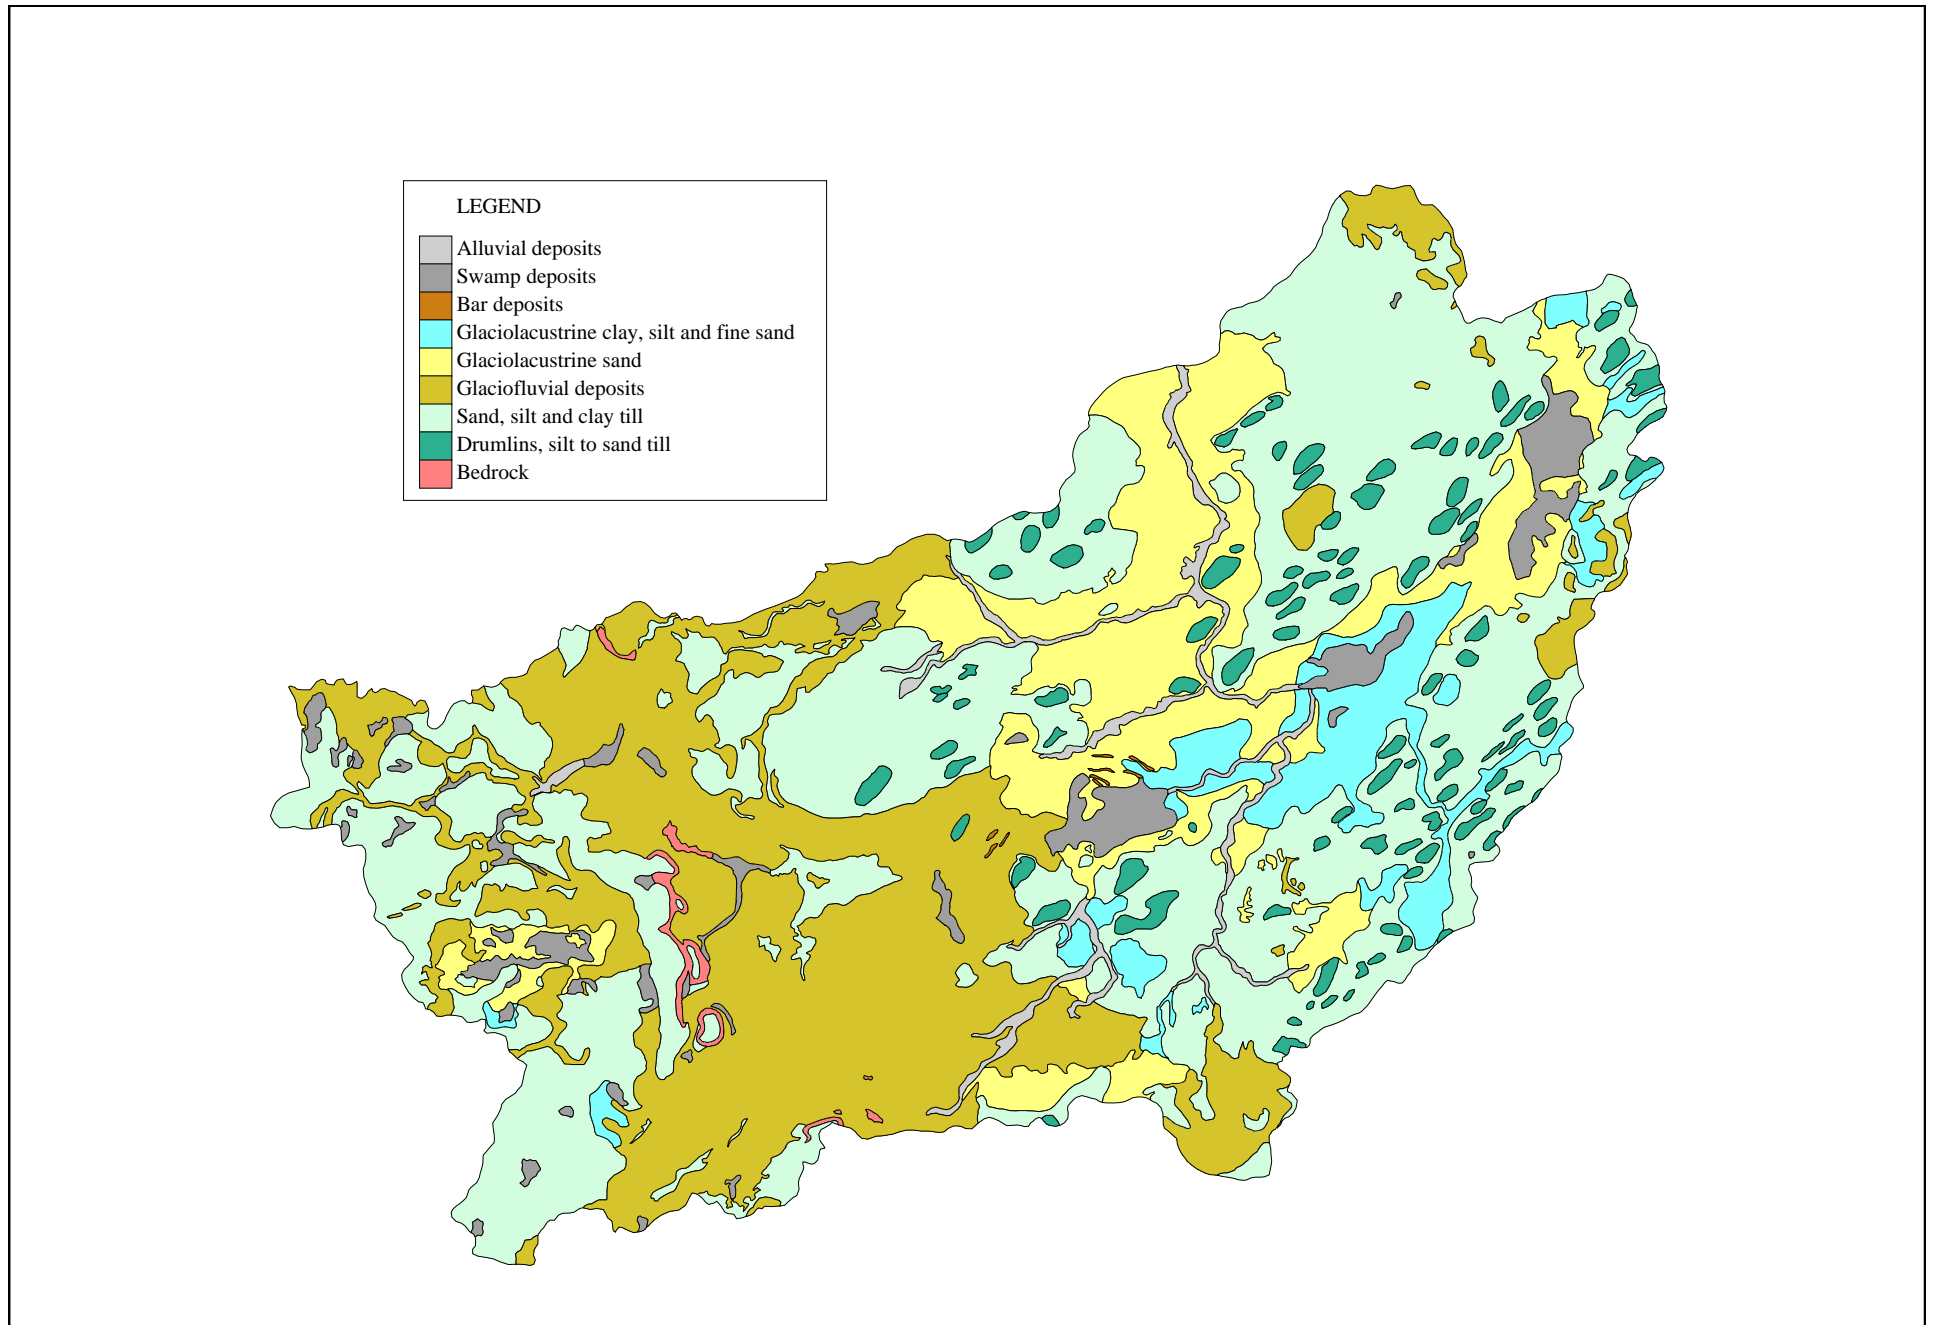 LEGEND
Alluvial deposits
Swamp deposits
Bar deposits
Glaciolacustrine clay, silt and fine sand
Glaciolacustrine sand
Glaciofluvial deposits
Sand, silt and clay till
Drumlins, silt to sand till
Bedrock